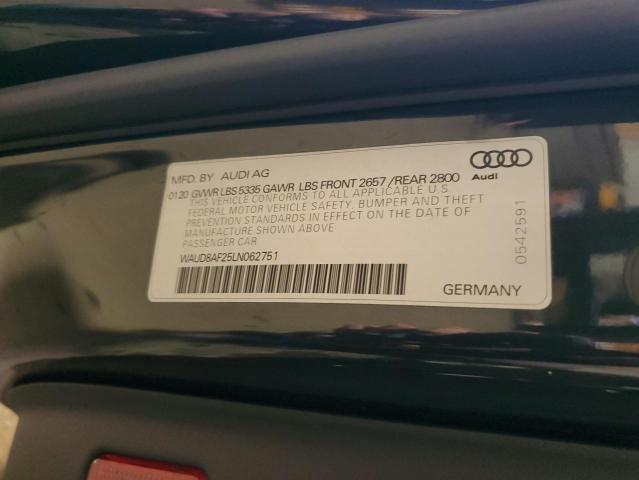 MFD. BY AUDI AG
0120 GVWR LBS 5335 GAWR LBS FRONT 2657 /REAR 2800
THIS VEHICLE CONFORMS TO ALL APPLICABLE U.S
FEDERAL MOTOR VEHICLE SAFETY, BUMPER AND THEFT
PREVENTION STANDARDS IN EFFECT ON THE DATE OF
MANUFACTURE SHOWN ABOVE
PASSENGER CAR
WAUD8AF25LN062751
GERMANY
Audi
0542591